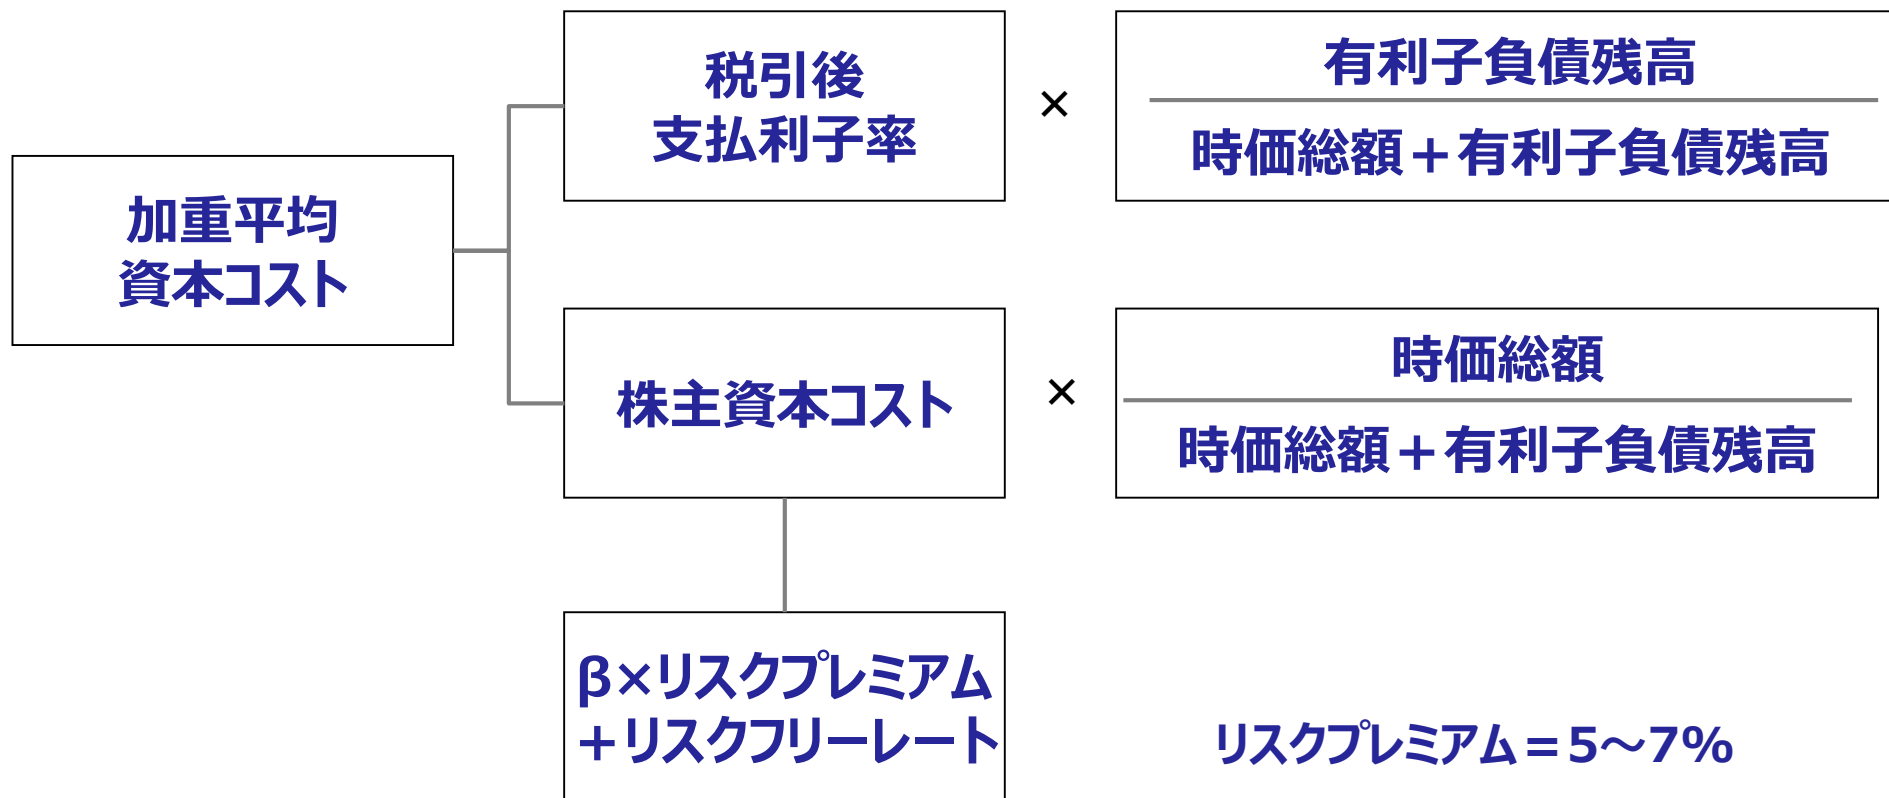 税引後
支払利子率
×
有利子負債残高
時価総額＋有利子負債残高
加重平均
資本コスト
株主資本コスト
×
時価総額
時価総額＋有利子負債残高
β×リスクプレミアム
＋リスクフリーレート
リスクプレミアム＝5～7%